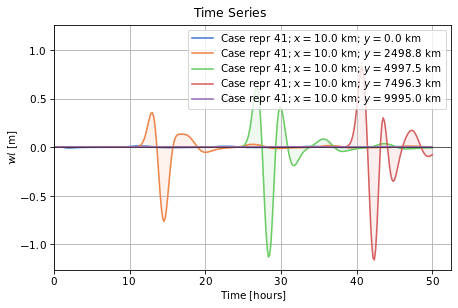 Time Series
Case repr 41; x = 10.0 km; y = 0.0 km
Case repr 41; x = 10.0 km; y = 2498.8 km
Case repr 41; x = 10.0 km; y = 4997.5 km
Case repr 41; x = 10.0 km; y = 7496.3 km
Case repr 41; x = 10.0 km; y = 9995.0 km
1.0
0.5
0.0
−0.5
−1.0
wl [m]
0 10 20 30 40 50
Time [hours]